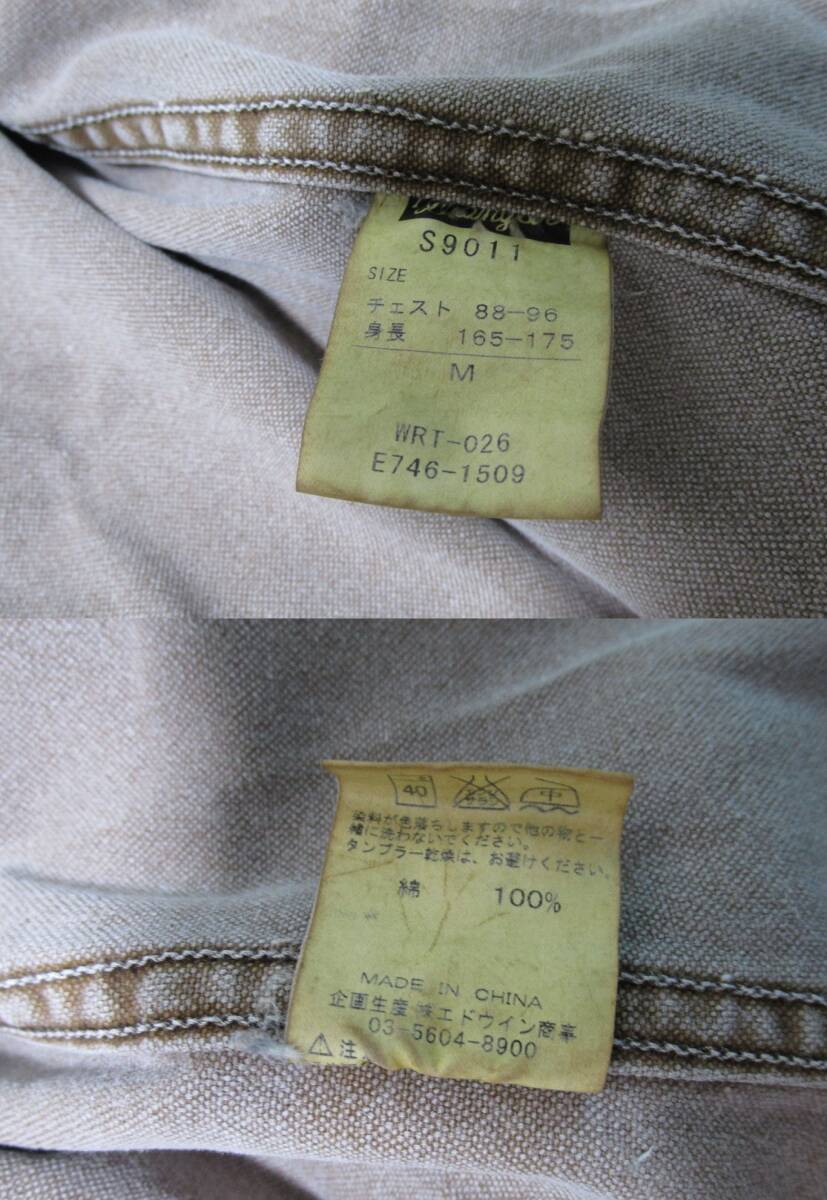 Wrangler
S9011
SIZE
チェスト 88-96
身長 165-175
M
WRT-026
E746-1509
40
中
染料が色落ちしますので他の物と一
緒に洗わないでください。
タンブラー乾燥は、お避けください。
綿 100%
MADE IN CHINA
企画生産 ㈱エドウイン商事
03-5604-8900
⚠注